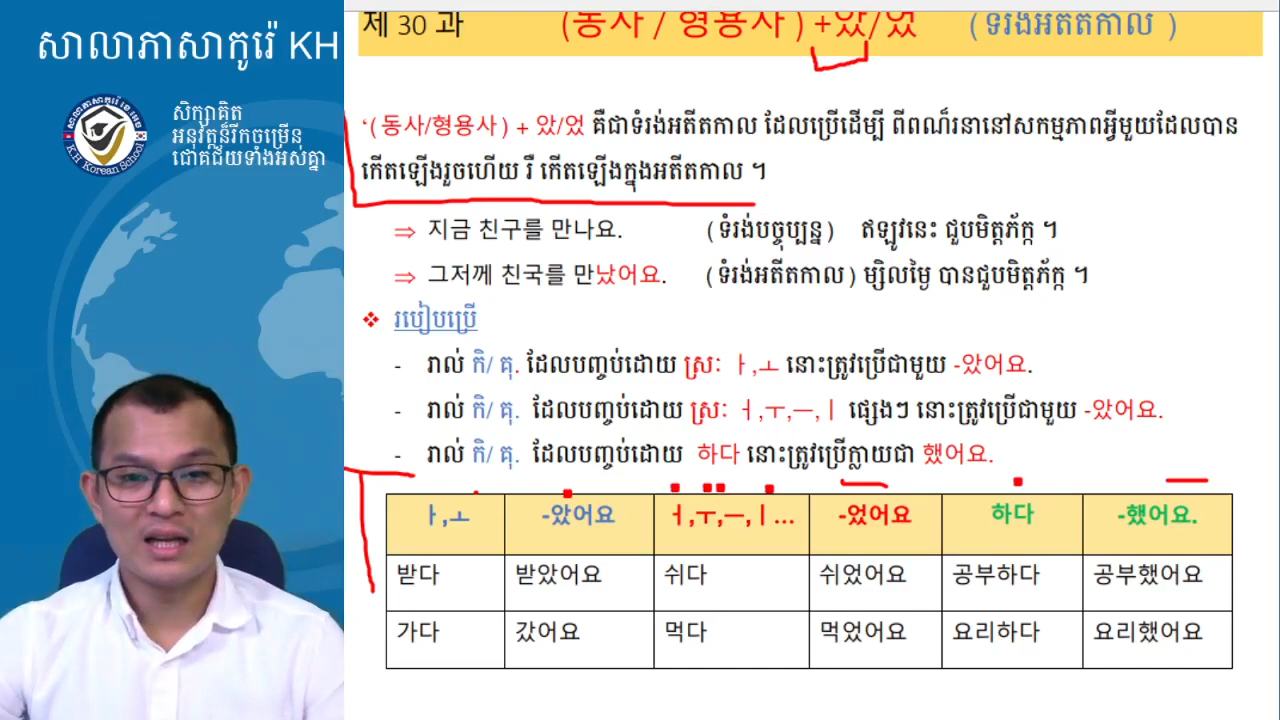 សាលាភាសាកូរ៉េ KH
សិក្សាគិត
អនុវត្តន៍រីកចម្រើន
ជោគជ័យទាំងអស់គ្នា
K.H Korean School
제 30 과 (동사 / 형용사 ) +았/었 (ទំរង់អតីតកាល )
‘(동사/형용사) + 았/었 គឺជាទំរង់អតីតកាល ដែលប្រើដើម្បី ពីពណ៌រនានៅសកម្មភាពអ្វីមួយដែលបាន
កើតឡើងរួចហើយ រឺ កើតឡើងក្នុងអតីតកាល ។
⇒ 지금 친구를 만나요. (ទំរង់បច្ចុប្បន្ន) ឥឡូវនេះ ជួបមិត្តភ័ក្ក ។
⇒ 그저께 친국를 만났어요. (ទំរង់អតីតកាល) ម្សិលម្ងៃ បានជួបមិត្តភ័ក្ក ។
❖ របៀបប្រើ
- រាល់ កិ/ គុ. ដែលបញ្ចប់ដោយ ស្រៈ ㅏ,ㅗ នោះត្រូវប្រើជាមួយ -았어요.
- រាល់ កិ/ គុ. ដែលបញ្ចប់ដោយ ស្រៈ ㅓ,ㅜ,ㅡ,ㅣ ផ្សេងៗ នោះត្រូវប្រើជាមួយ -았어요.
- រាល់ កិ/ គុ. ដែលបញ្ចប់ដោយ 하다 នោះត្រូវប្រើក្លាយជា 했어요.
ㅏ,ㅗ -았어요 ㅓ,ㅜ,ㅡ,ㅣ... -었어요 하다 -했어요.
받다 받았어요 쉬다 쉬었어요 공부하다 공부했어요
가다 갔어요 먹다 먹었어요 요리하다 요리했어요